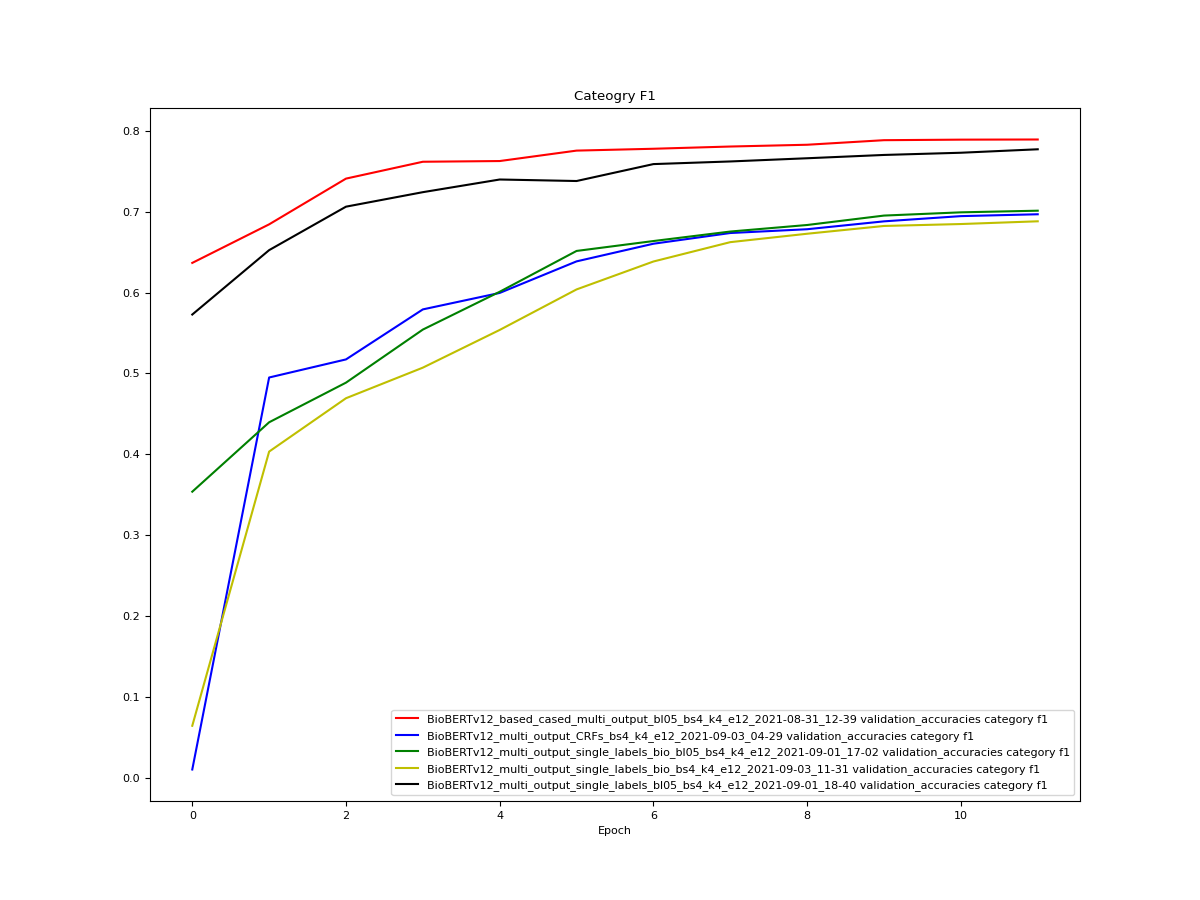 Cateogry F1
0.8
0.7
0.6
0.5
0.4
0.3
0.2
0.1
0.0
BioBERTv12_based_cased_multi_output_bl05_bs4_k4_e12_2021-08-31_12-39 validation_accuracies category f1
BioBERTv12_multi_output_CRFs_bs4_k4_e12_2021-09-03_04-29 validation_accuracies category f1
BioBERTv12_multi_output_single_labels_bio_bl05_bs4_k4_e12_2021-09-01_17-02 validation_accuracies category f1
BioBERTv12_multi_output_single_labels_bio_bs4_k4_e12_2021-09-03_11-31 validation_accuracies category f1
BioBERTv12_multi_output_single_labels_bl05_bs4_k4_e12_2021-09-01_18-40 validation_accuracies category f1
0 2 4 6 8 10
Epoch